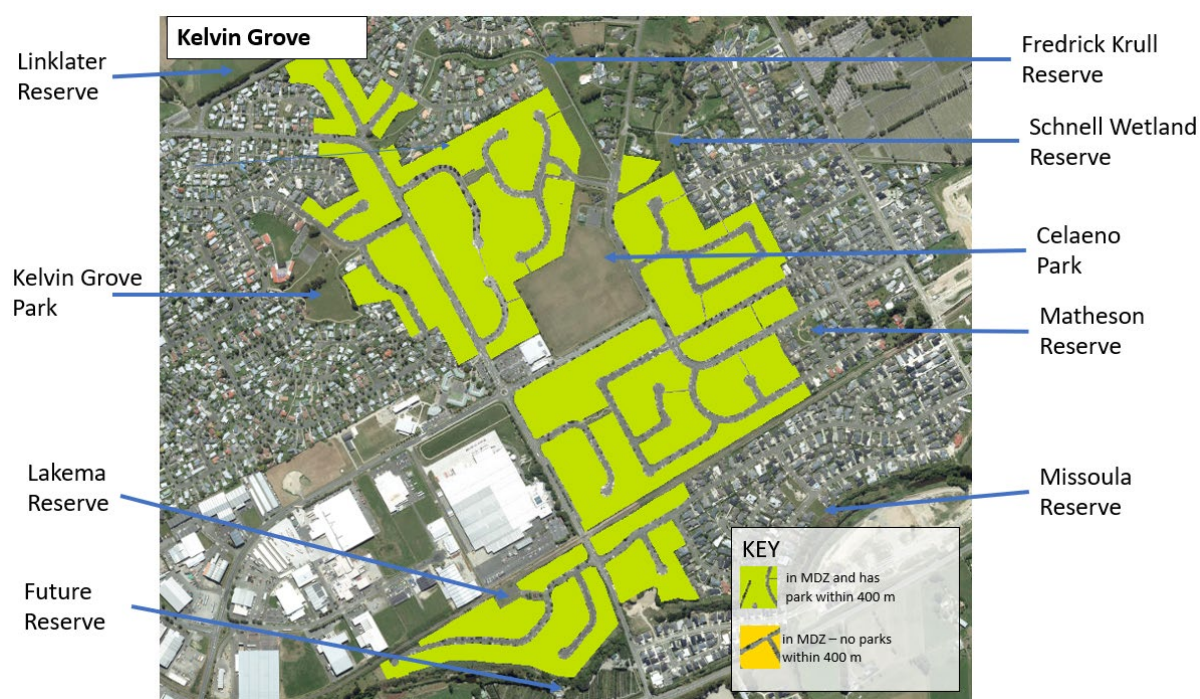 Kelvin Grove
Linklater
Reserve
Fredrick Krull
Reserve
Schnell Wetland
Reserve
Celaeno
Park
Kelvin Grove
Park
Matheson
Reserve
Lakema
Reserve
Missoula
Reserve
Future
Reserve
KEY
in MDZ and has
park within 400 m
in MDZ – no parks
within 400 m